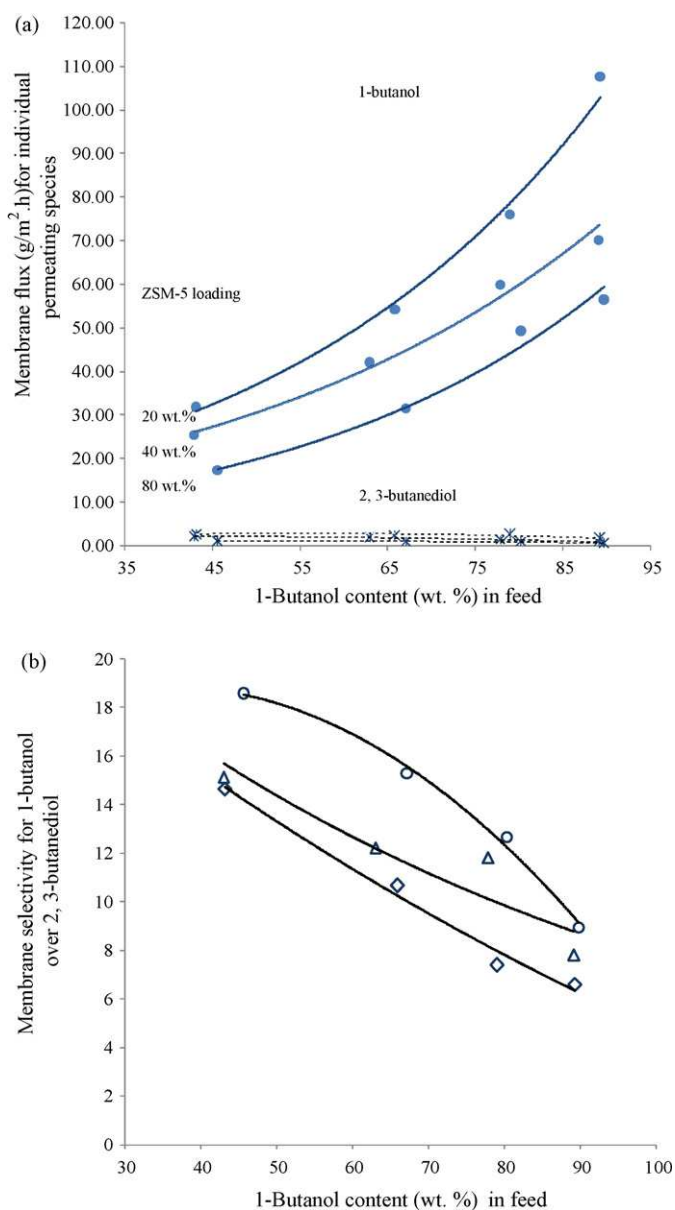 (a)
120.00
110.00
100.00
90.00
80.00
70.00
60.00
50.00
40.00
30.00
20.00
10.00
0.00
Membrane flux (g/m².h)for individual
permeating species
1-butanol
ZSM-5 loading
20 wt.%
40 wt.%
80 wt.%
2, 3-butanediol
35 45 55 65 75 85 95
1-Butanol content (wt. %) in feed
(b)
20
18
16
14
12
10
8
6
4
2
0
Membrane selectivity for 1-butanol
over 2, 3-butanediol
30 40 50 60 70 80 90 100
1-Butanol content (wt. %) in feed